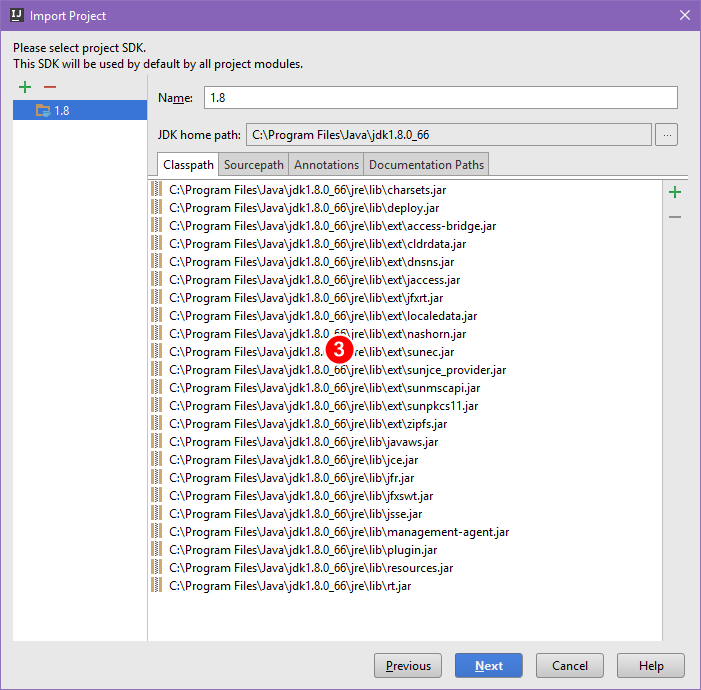 Import Project
Please select project SDK.
This SDK will be used by default by all project modules.
1.8
Name: 1.8
JDK home path: C:\Program Files\Java\jdk1.8.0_66 ...
Classpath Sourcepath Annotations Documentation Paths
C:\Program Files\Java\jdk1.8.0_66\jre\lib\charsets.jar
C:\Program Files\Java\jdk1.8.0_66\jre\lib\deploy.jar
C:\Program Files\Java\jdk1.8.0_66\jre\lib\ext\access-bridge.jar
C:\Program Files\Java\jdk1.8.0_66\jre\lib\ext\cldrdata.jar
C:\Program Files\Java\jdk1.8.0_66\jre\lib\ext\dnsns.jar
C:\Program Files\Java\jdk1.8.0_66\jre\lib\ext\jaccess.jar
C:\Program Files\Java\jdk1.8.0_66\jre\lib\ext\jfxrt.jar
C:\Program Files\Java\jdk1.8.0_66\jre\lib\ext\localedata.jar
C:\Program Files\Java\jdk1.8.0_66\jre\lib\ext\nashorn.jar
C:\Program Files\Java\jdk1.8.0_66\jre\lib\ext\sunec.jar
3
C:\Program Files\Java\jdk1.8.0_66\jre\lib\ext\sunjce_provider.jar
C:\Program Files\Java\jdk1.8.0_66\jre\lib\ext\sunmscapi.jar
C:\Program Files\Java\jdk1.8.0_66\jre\lib\ext\sunpkcs11.jar
C:\Program Files\Java\jdk1.8.0_66\jre\lib\ext\zipfs.jar
C:\Program Files\Java\jdk1.8.0_66\jre\lib\javaws.jar
C:\Program Files\Java\jdk1.8.0_66\jre\lib\jce.jar
C:\Program Files\Java\jdk1.8.0_66\jre\lib\jfr.jar
C:\Program Files\Java\jdk1.8.0_66\jre\lib\jfxswt.jar
C:\Program Files\Java\jdk1.8.0_66\jre\lib\jsse.jar
C:\Program Files\Java\jdk1.8.0_66\jre\lib\management-agent.jar
C:\Program Files\Java\jdk1.8.0_66\jre\lib\plugin.jar
C:\Program Files\Java\jdk1.8.0_66\jre\lib\resources.jar
C:\Program Files\Java\jdk1.8.0_66\jre\lib\rt.jar
Previous Next Cancel Help